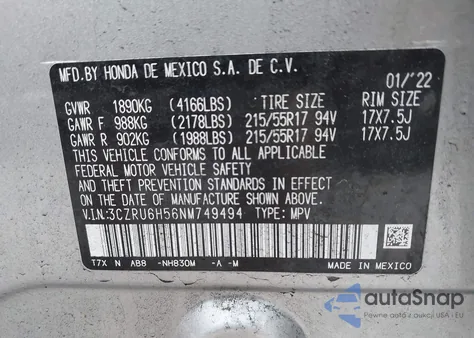 MFD.BY HONDA DE MEXICO S.A. DE C.V.
01/'22
GVWR 1890KG (4166LBS) TIRE SIZE RIM SIZE
GAWR F 988KG (2178LBS) 215/55R17 94V 17X7.5J
GAWR R 902KG (1988LBS) 215/55R17 94V 17X7.5J
THIS VEHICLE CONFORMS TO ALL APPLICABLE
FEDERAL MOTOR VEHICLE SAFETY
AND THEFT PREVENTION STANDARDS IN EFFECT
ON THE DATE OF MANUFACTURE SHOWN ABOVE.
V.I.N:3CZRU6H56NM749494 TYPE: MPV
T7X N AB8 -NH830M -A -M
MADE IN MEXICO
autoSnap
Pewne auto z USA